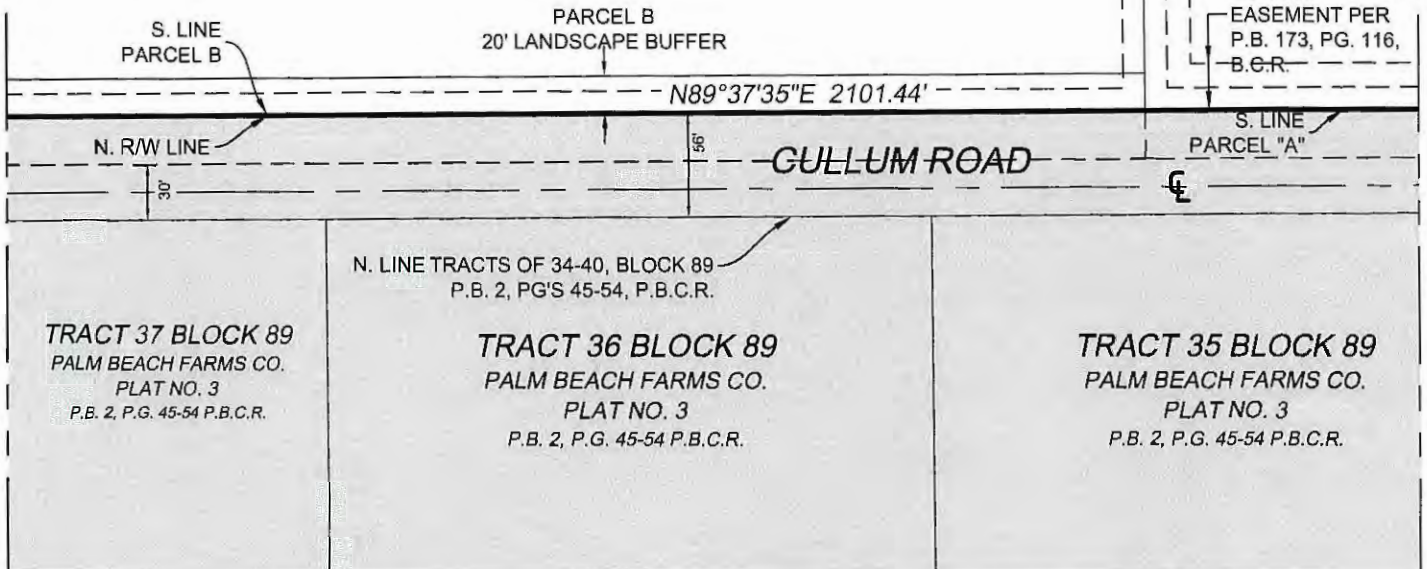 S. LINE
PARCEL B
PARCEL B
20' LANDSCAPE BUFFER
EASEMENT PER
P.B. 173, PG. 116,
B.C.R.
N89°37'35"E 2101.44'
N. R/W LINE
56'
S. LINE
PARCEL "A"
CULLUM ROAD
30'
℄
N. LINE TRACTS OF 34-40, BLOCK 89
P.B. 2, PG'S 45-54, P.B.C.R.
TRACT 37 BLOCK 89
PALM BEACH FARMS CO.
PLAT NO. 3
P.B. 2, P.G. 45-54 P.B.C.R.
TRACT 36 BLOCK 89
PALM BEACH FARMS CO.
PLAT NO. 3
P.B. 2, P.G. 45-54 P.B.C.R.
TRACT 35 BLOCK 89
PALM BEACH FARMS CO.
PLAT NO. 3
P.B. 2, P.G. 45-54 P.B.C.R.